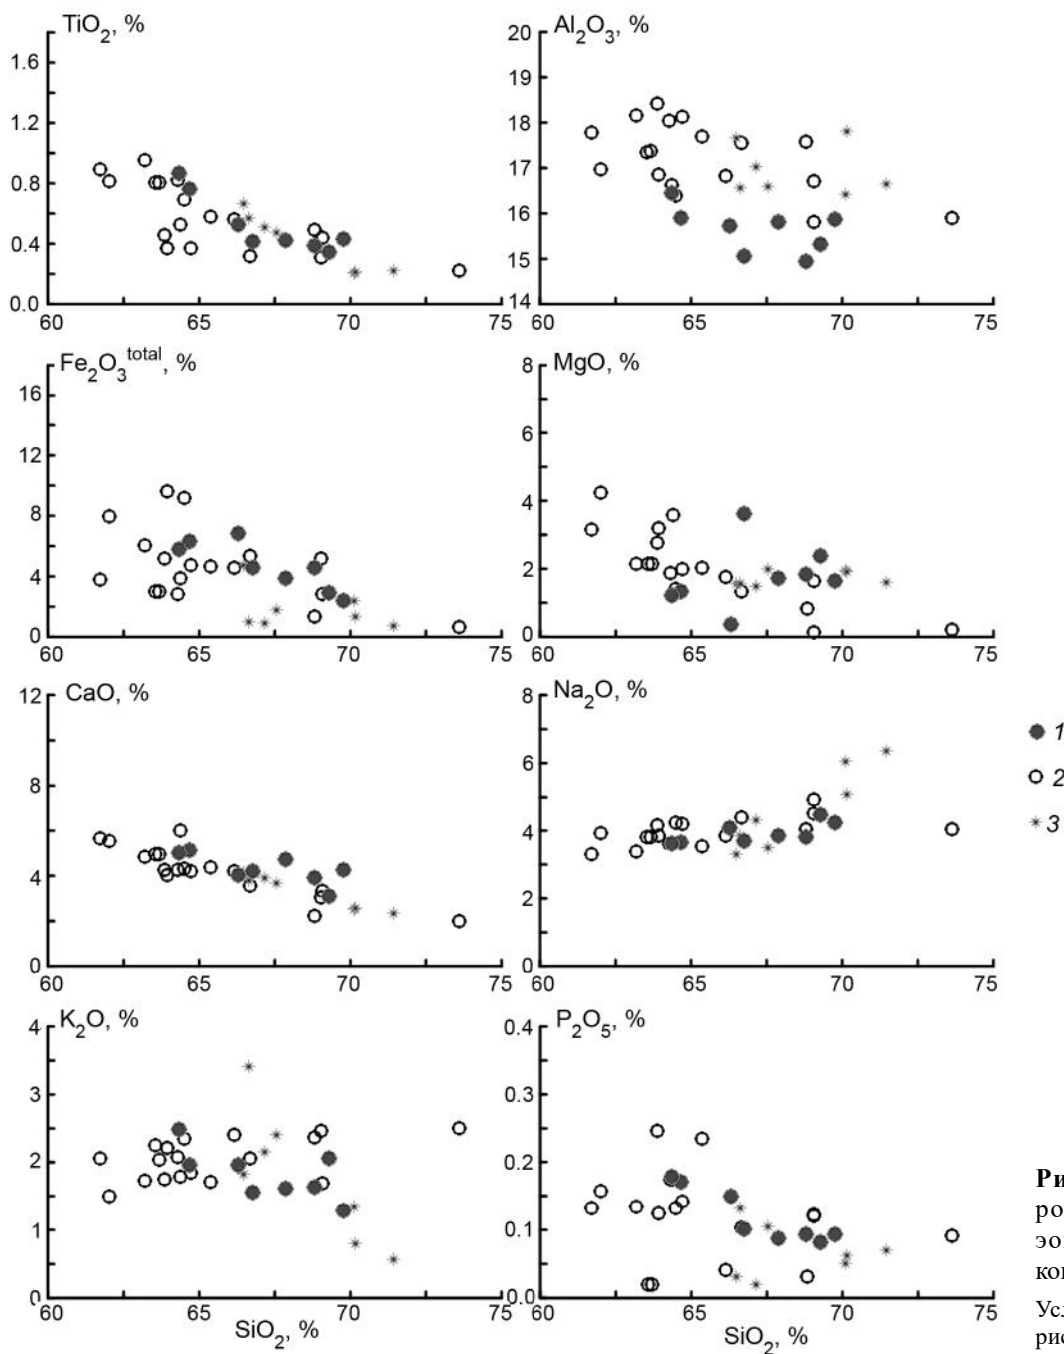 TiO2, %
1.6
1.2
0.8
0.4
0.0
60 65 70 75
Al2O3, %
20
19
18
17
16
15
14
60 65 70 75
Fe2O3total, %
16
12
8
4
0
60 65 70 75
MgO, %
8
6
4
2
0
60 65 70 75
CaO, %
12
8
4
0
60 65 70 75
Na2O, %
8
6
4
2
0
60 65 70 75
1
2
3
K2O, %
4
3
2
1
0
60 65 70 75
SiO2, %
P2O5, %
0.4
0.3
0.2
0.1
0.0
60 65 70 75
SiO2, %